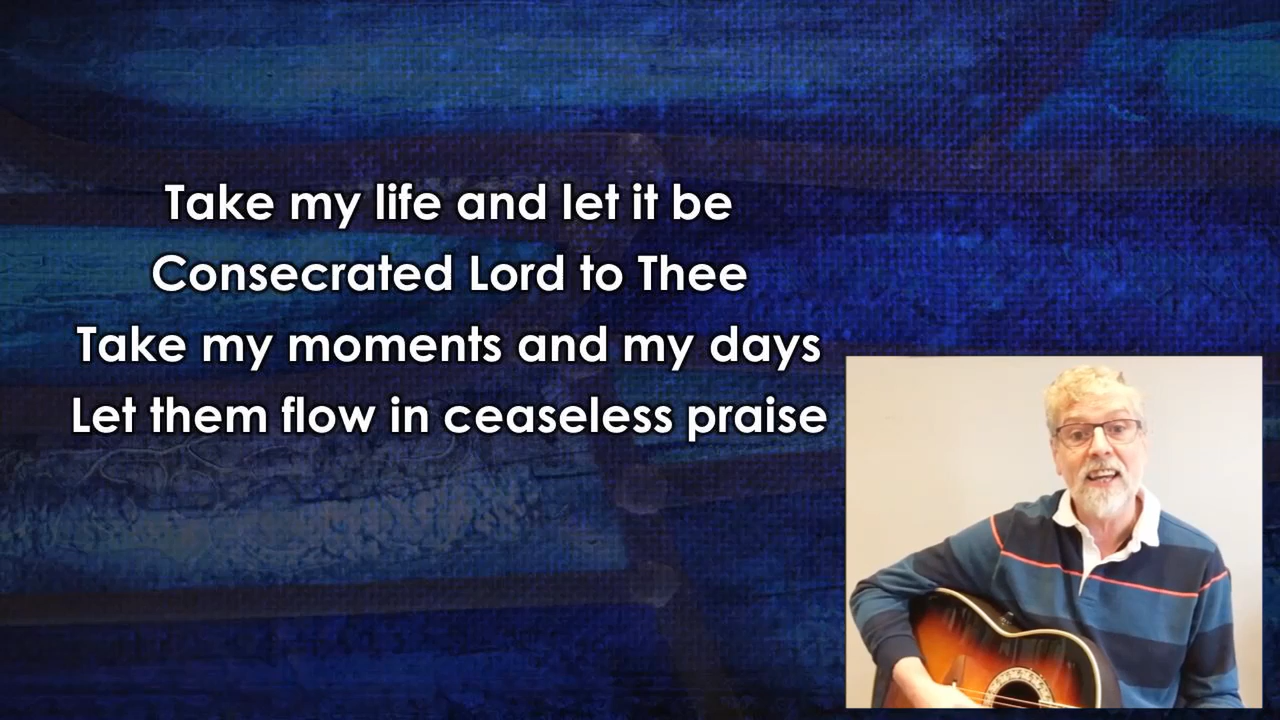 Take my life and let it be
Consecrated Lord to Thee
Take my moments and my days
Let them flow in ceaseless praise